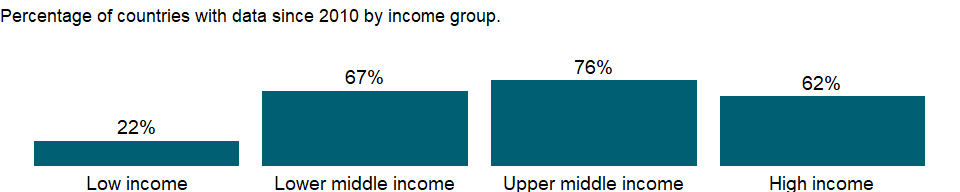 Percentage of countries with data since 2010 by income group.
76%
67%
62%
22%
Low income Lower middle income Upper middle income High income